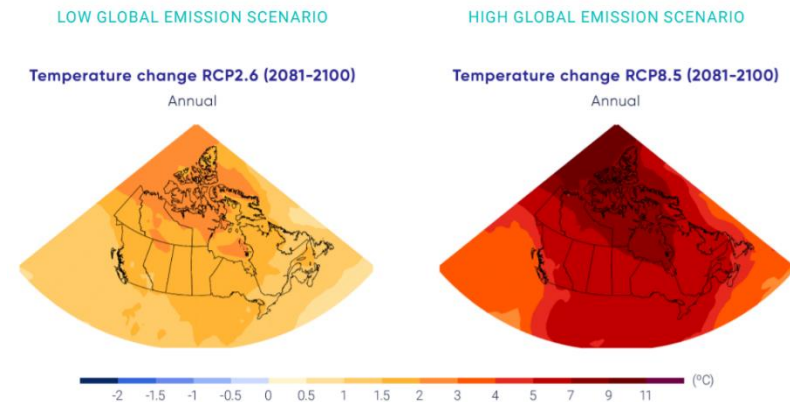 LOW GLOBAL EMISSION SCENARIO
HIGH GLOBAL EMISSION SCENARIO
Temperature change RCP2.6 (2081-2100)
Temperature change RCP8.5 (2081-2100)
Annual
Annual
-2 -1.5 -1 -0.5 0 0.5 1 1.5 2 3 4 5 7 9 11 (ºC)